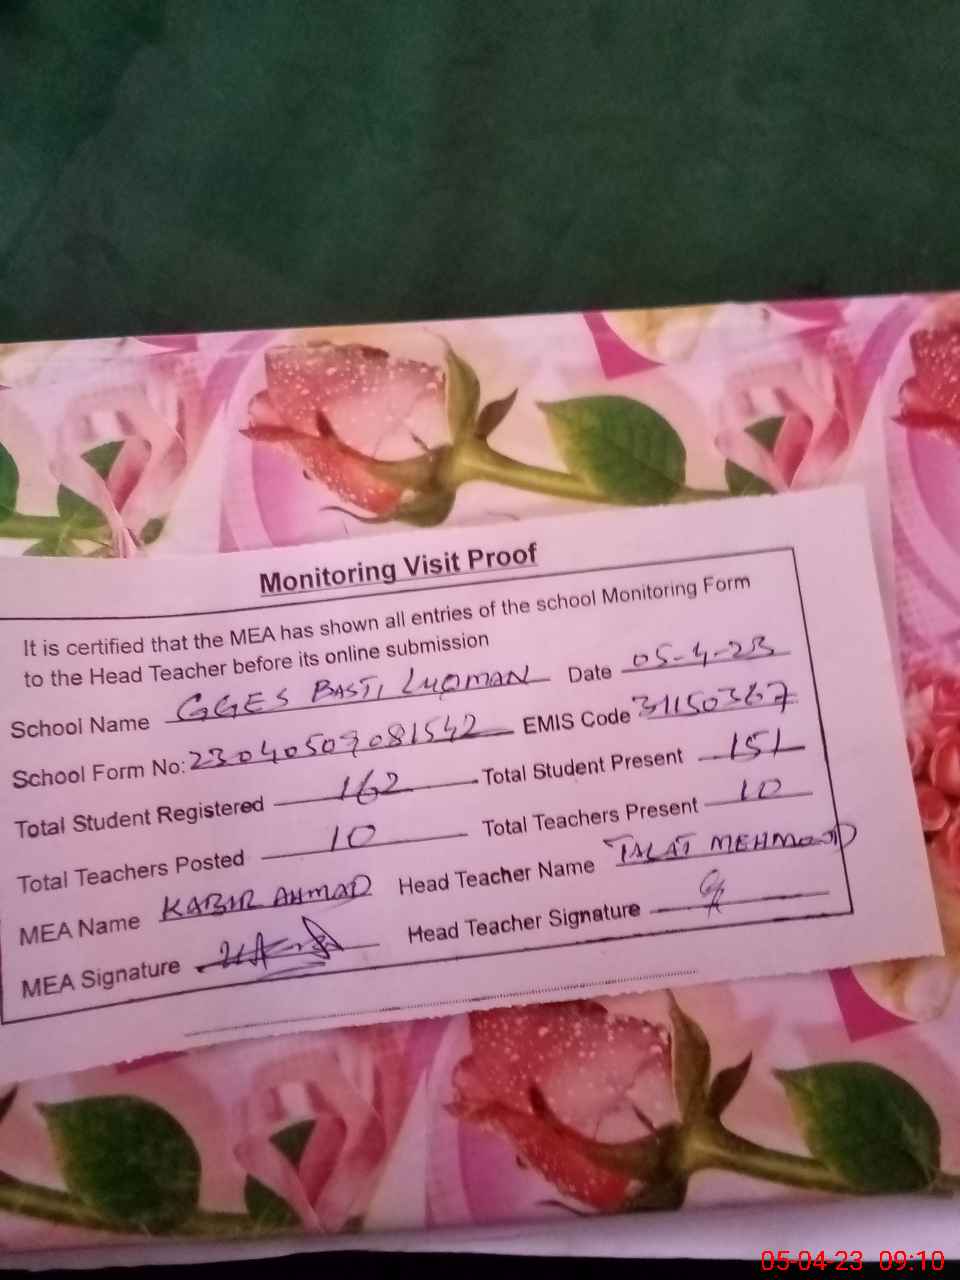 Monitoring Visit Proof
It is certified that the MEA has shown all entries of the school Monitoring Form
to the Head Teacher before its online submission
School Name GGES BASTI LUQMAN Date 05-4-23
School Form No: 23040509081542 EMIS Code 31150367
Total Student Registered 162 Total Student Present 151
Total Teachers Posted 10 Total Teachers Present 10
MEA Name KABIR AHMAD Head Teacher Name TALAT MEHMOOD
MEA Signature Head Teacher Signature
05-04-23 09:10